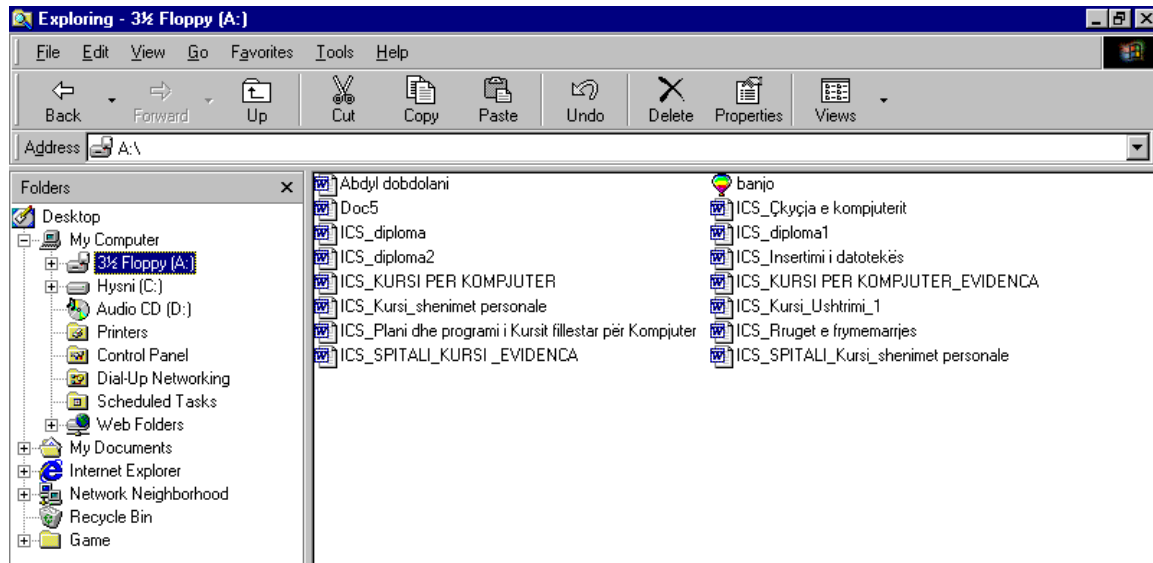 Exploring - 3½ Floppy (A:)
File Edit View Go Favorites Tools Help
Back Forward Up Cut Copy Paste Undo Delete Properties Views
Address A:\
Folders
Desktop
My Computer
3½ Floppy (A:)
Hysni (C:)
Audio CD (D:)
Printers
Control Panel
Dial-Up Networking
Scheduled Tasks
Web Folders
My Documents
Internet Explorer
Network Neighborhood
Recycle Bin
Game
Abdyl dobdolani banjo
Doc5 ICS_Çkyçja e kompjuterit
ICS_diploma ICS_diploma1
ICS_diploma2 ICS_Insertimi i datotekës
ICS_KURSI PER KOMPJUTER ICS_KURSI PER KOMPJUTER_EVIDENCA
ICS_Kursi_shenimet personale ICS_Kursi_Ushtrimi_1
ICS_Plani dhe programi i Kursit fillestar për Kompjuter ICS_Rruget e frymemarrjes
ICS_SPITALI_KURSI _EVIDENCA ICS_SPITALI_Kursi_shenimet personale